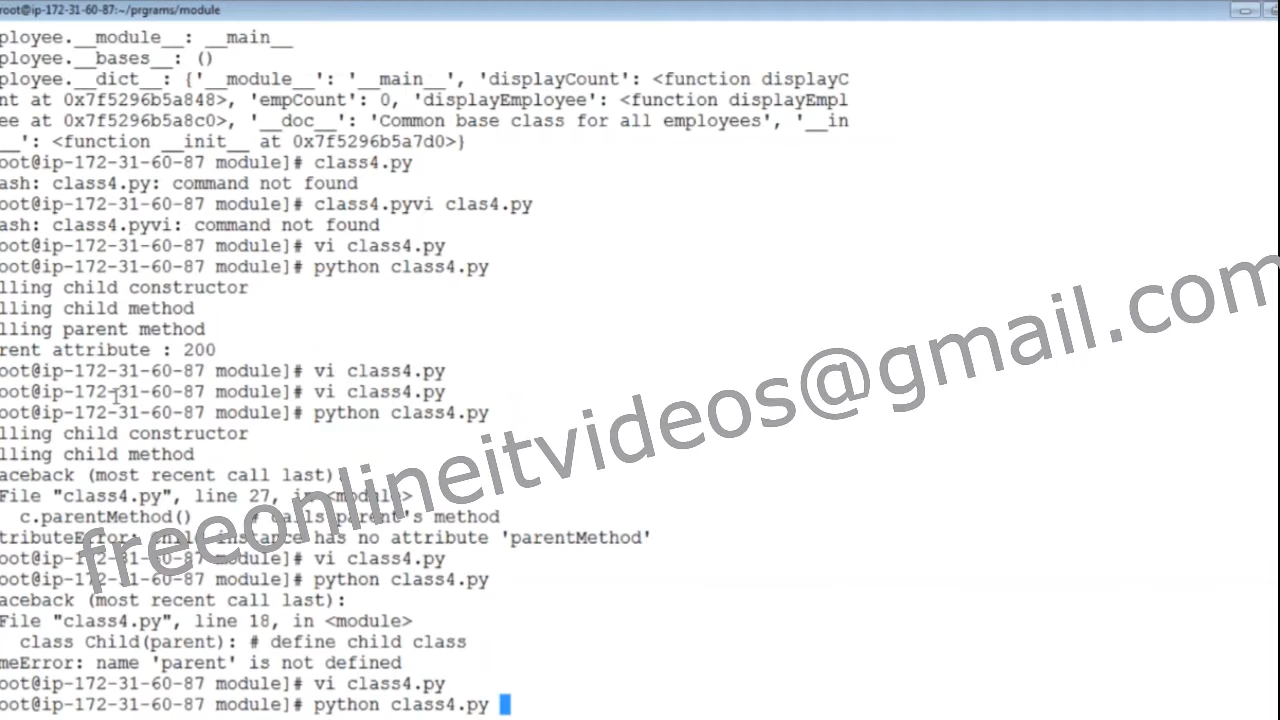 root@ip-172-31-60-87:~/prgrams/module
ployee.__module__: __main__
ployee.__bases__: ()
ployee.__dict__: {'__module__': '__main__', 'displayCount': <function displayC
nt at 0x7f5296b5a848>, 'empCount': 0, 'displayEmployee': <function displayEmpl
ee at 0x7f5296b5a8c0>, '__doc__': 'Common base class for all employees', '__in
__': <function __init__ at 0x7f5296b5a7d0>}
oot@ip-172-31-60-87 module]# class4.py
ash: class4.py: command not found
oot@ip-172-31-60-87 module]# class4.pyvi clas4.py
ash: class4.pyvi: command not found
oot@ip-172-31-60-87 module]# vi class4.py
oot@ip-172-31-60-87 module]# python class4.py
lling child constructor
lling child method
lling parent method
rent attribute : 200
oot@ip-172-31-60-87 module]# vi class4.py
oot@ip-172-31-60-87 module]# vi class4.py
oot@ip-172-31-60-87 module]# python class4.py
lling child constructor
lling child method
aceback (most recent call last):
File "class4.py", line 27, in <module>
c.parentMethod() # calls parent's method
tributeError: Child instance has no attribute 'parentMethod'
oot@ip-172-31-60-87 module]# vi class4.py
oot@ip-172-31-60-87 module]# python class4.py
aceback (most recent call last):
File "class4.py", line 18, in <module>
class Child(parent): # define child class
meError: name 'parent' is not defined
oot@ip-172-31-60-87 module]# vi class4.py
oot@ip-172-31-60-87 module]# python class4.py
freeonlineitvideos@gmail.com